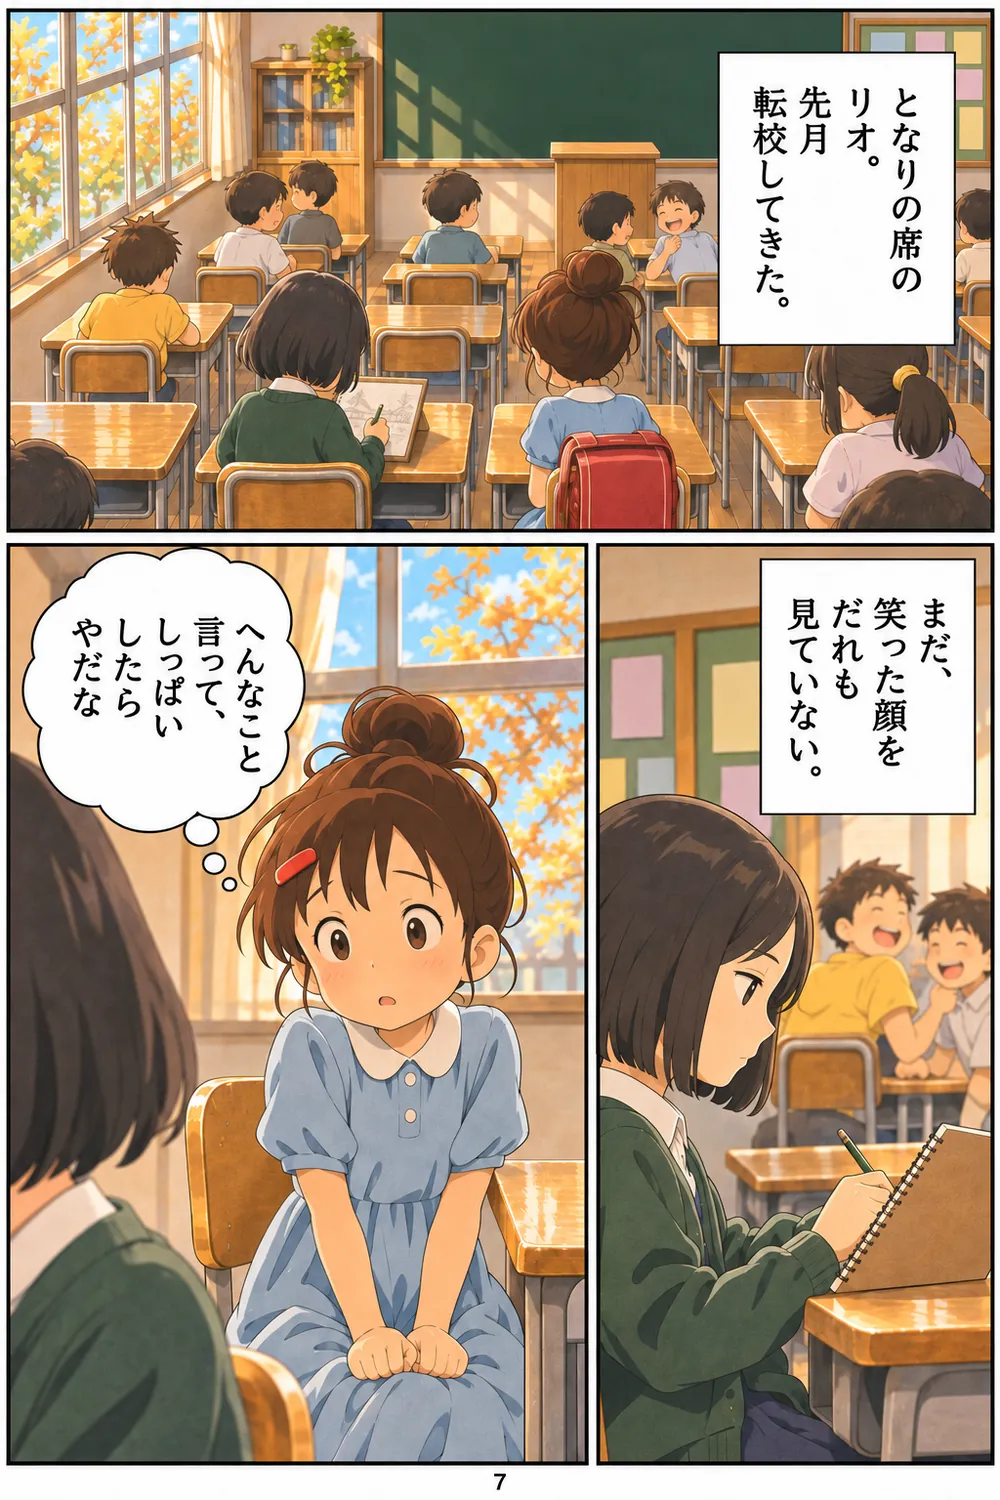 となりの席の
リオ。
先月
転校してきた。
まだ、
笑った顔を
だれも
見ていない。
へんなこと
言って、
しっぱい
したら
やだな
7